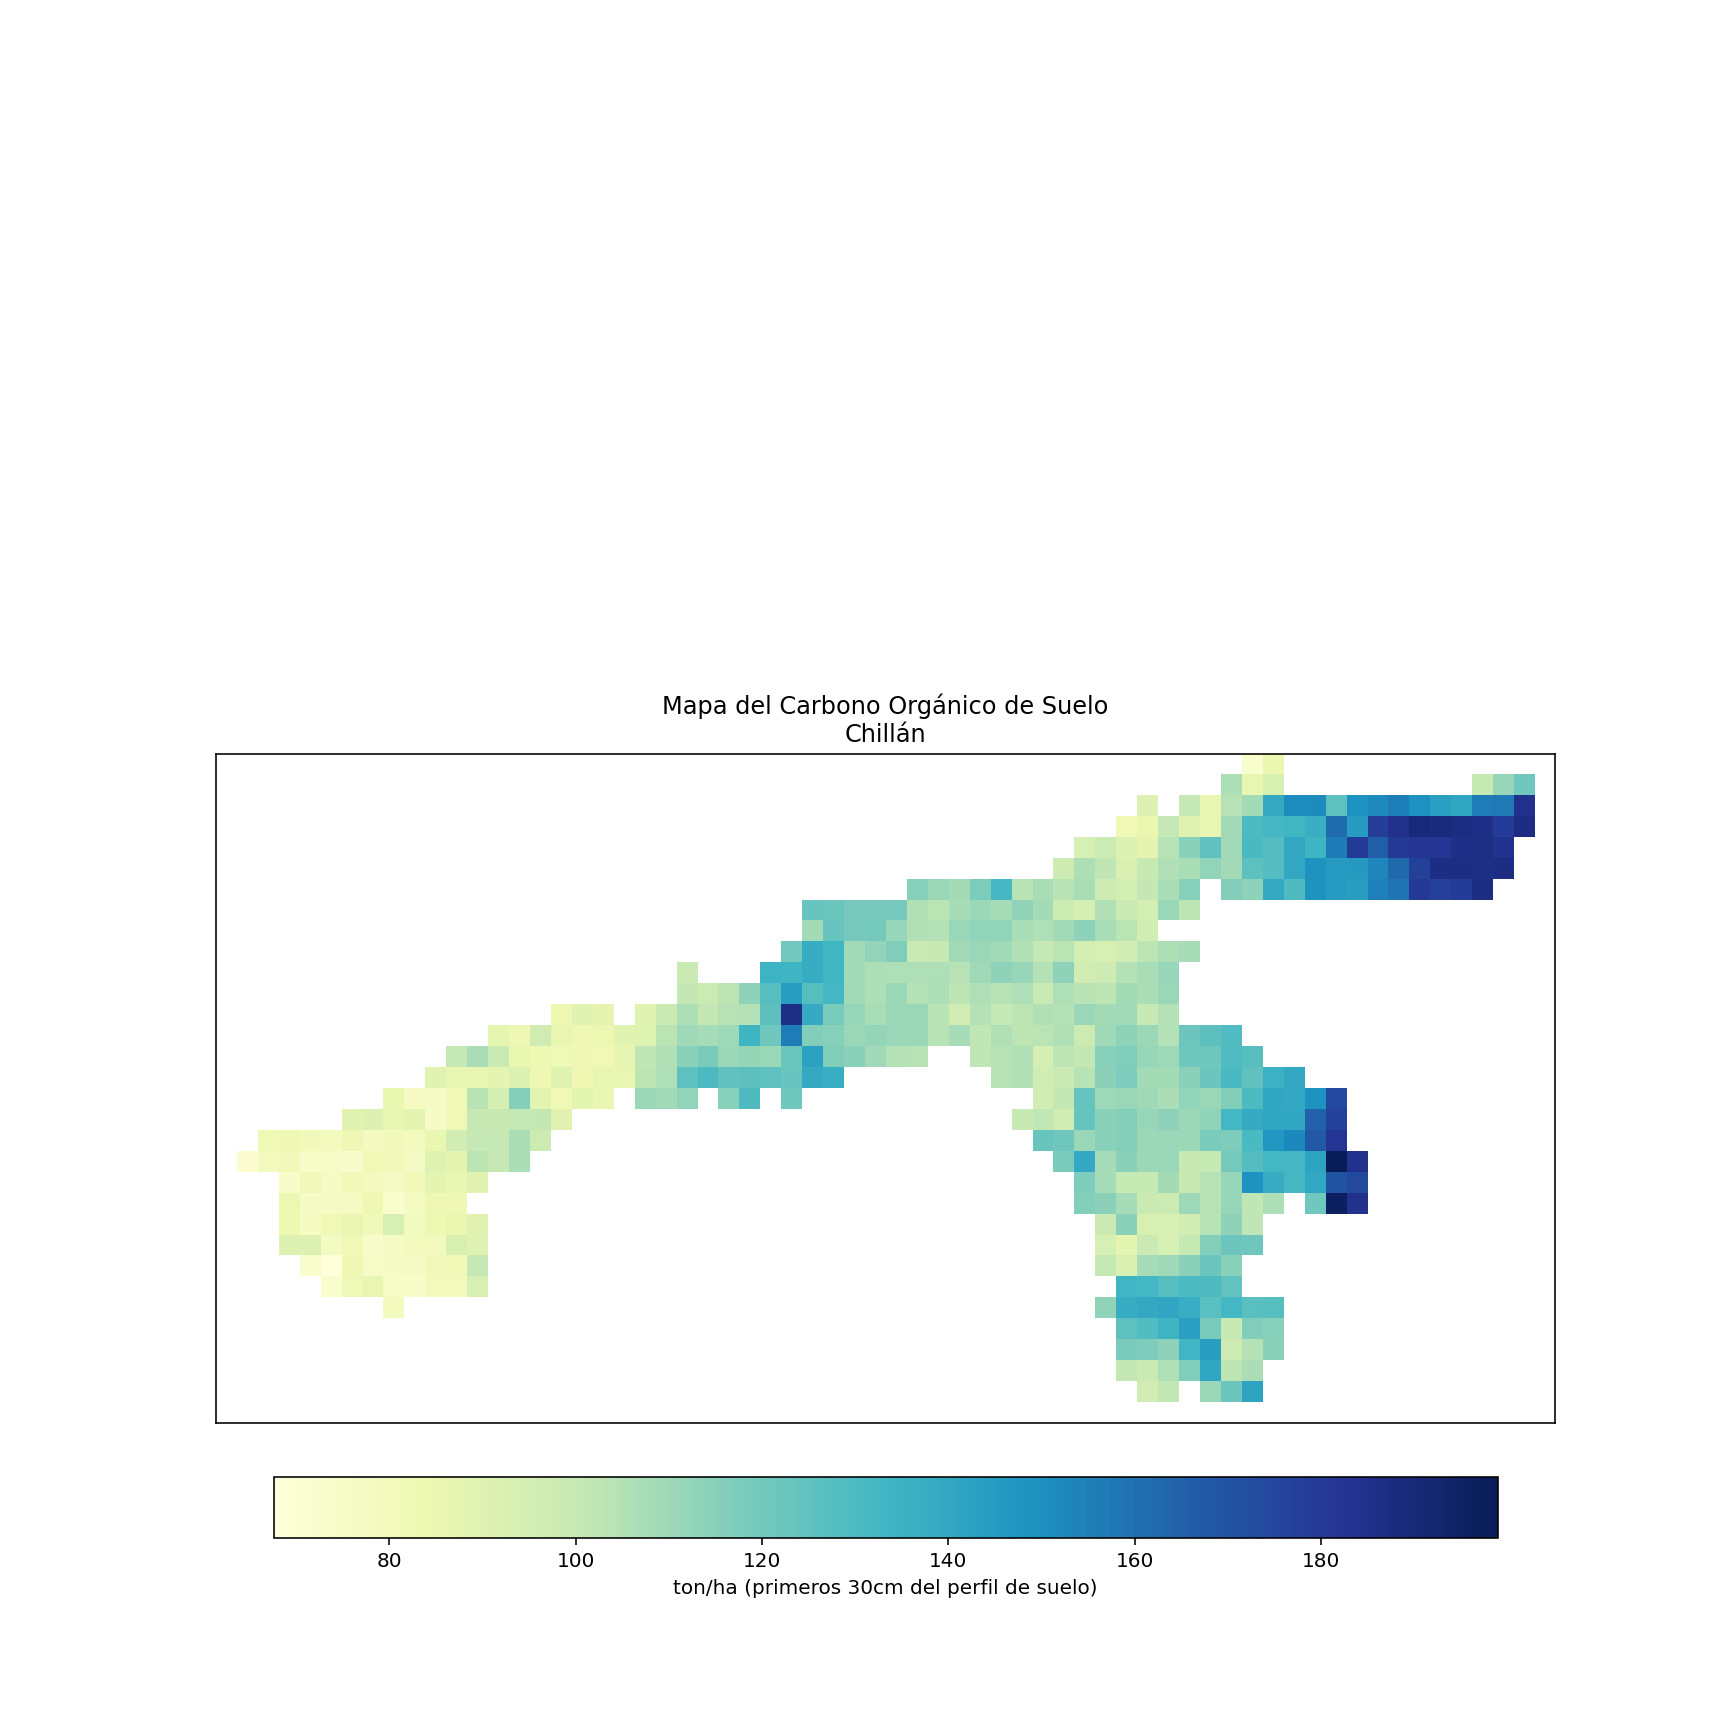 Mapa del Carbono Orgánico de Suelo
Chillán
80 100 120 140 160 180
ton/ha (primeros 30cm del perfil de suelo)